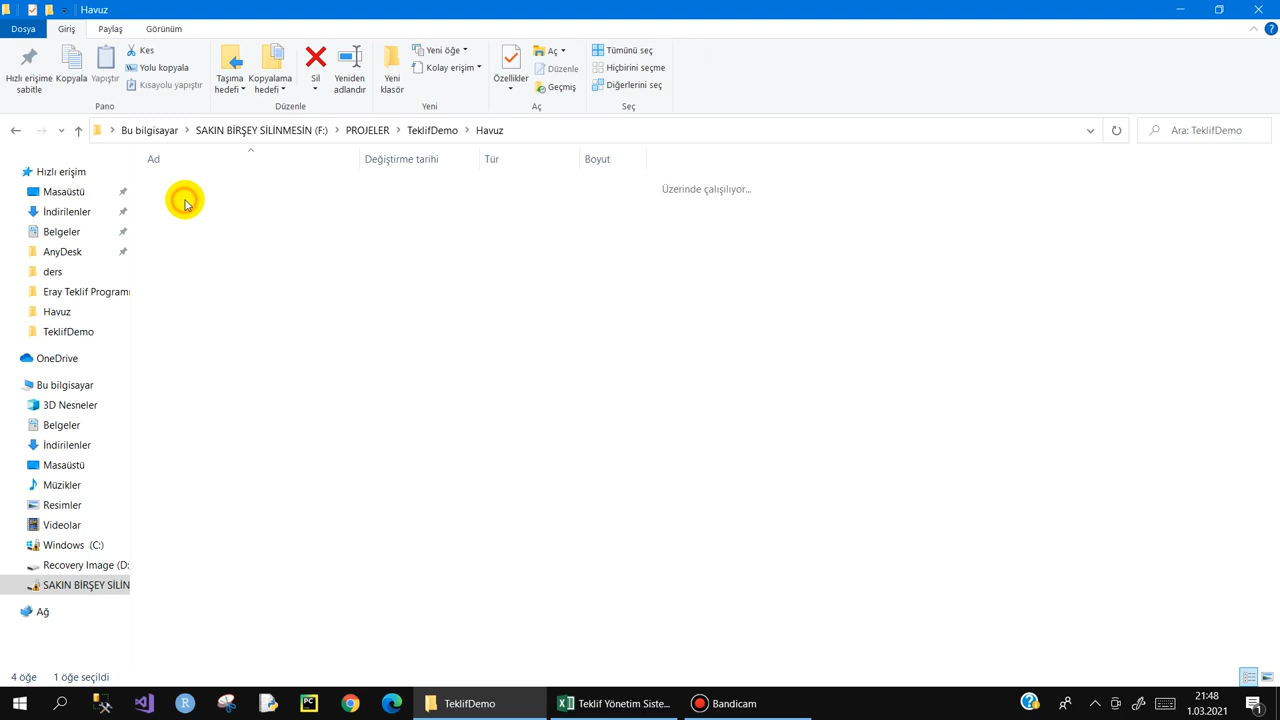 Havuz
Dosya
Giriş
Paylaş
Görünüm
?
Hızlı erişime sabitle
Kopyala
Yapıştır
Kes
Yolu kopyala
Kısayolu yapıştır
Pano
Taşıma hedefi
Kopyalama hedefi
Sil
Yeniden adlandır
Düzenle
Yeni klasör
Yeni öğe
Kolay erişim
Yeni
Özellikler
Aç
Düzenle
Geçmiş
Aç
Tümünü seç
Hiçbirini seçme
Diğerlerini seç
Seç
Bu bilgisayar > SAKIN BİRŞEY SİLİNMESİN (F:) > PROJELER > TeklifDemo > Havuz
Ara: TeklifDemo
Ad
Değiştirme tarihi
Tür
Boyut
Üzerinde çalışılıyor...
Hızlı erişim
Masaüstü
İndirilenler
Belgeler
AnyDesk
ders
Eray Teklif Program
Havuz
TeklifDemo
OneDrive
Bu bilgisayar
3D Nesneler
Belgeler
İndirilenler
Masaüstü
Müzikler
Resimler
Videolar
Windows (C:)
Recovery Image (D:
SAKIN BİRŞEY SİLİN
Ağ
4 öğe
1 öğe seçildi
PC
TeklifDemo
Teklif Yönetim Siste...
Bandicam
21:48
1.03.2021
1